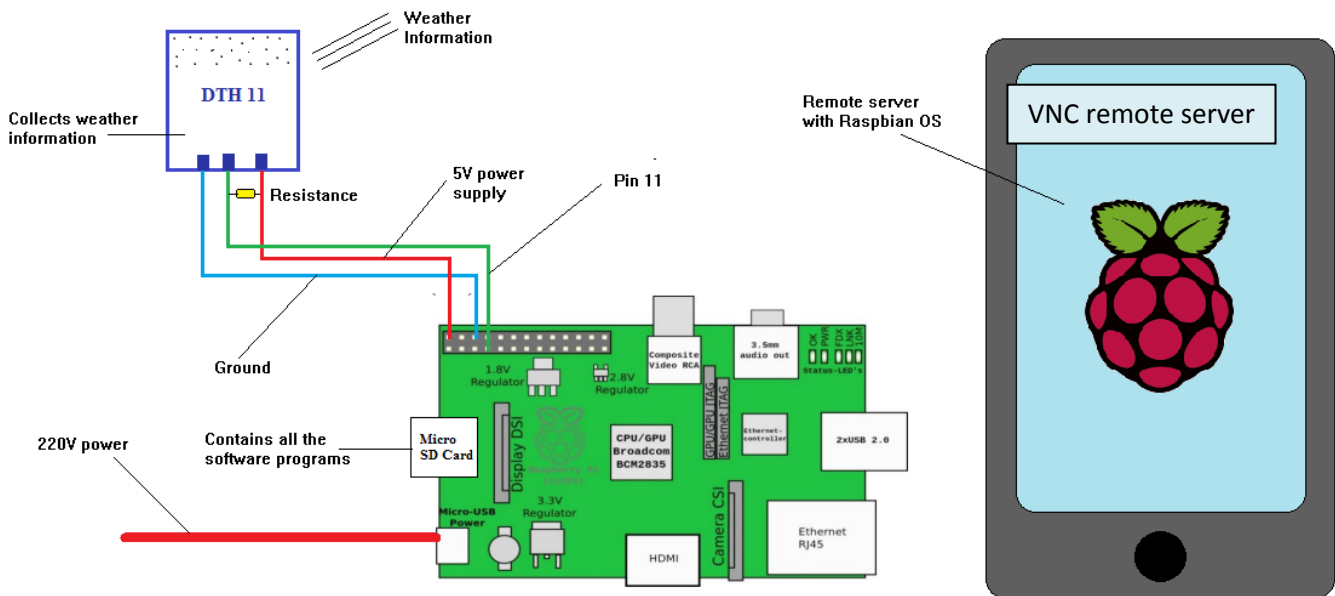 Weather
Information
DTH 11
Collects weather
information
Resistance
5V power
supply
Pin 11
Ground
Remote server
with Raspbian OS
VNC remote server
220V power
Contains all the
software programs
Micro
SD Card
Micro-USB
Power
1.8V
Regulator
2.8V
Regulator
Display DSI
3.3V
Regulator
CPU/GPU
Broadcom
BCM2835
Composite
Video RCA
3.5mm
audio out
OK
PWR
FDX
LNK
10M
Status-LED's
GPU/GPU JTAG
Ethernet JTAG
Ethernet-
controller
2xUSB 2.0
Camera CSI
HDMI
Ethernet
RJ45